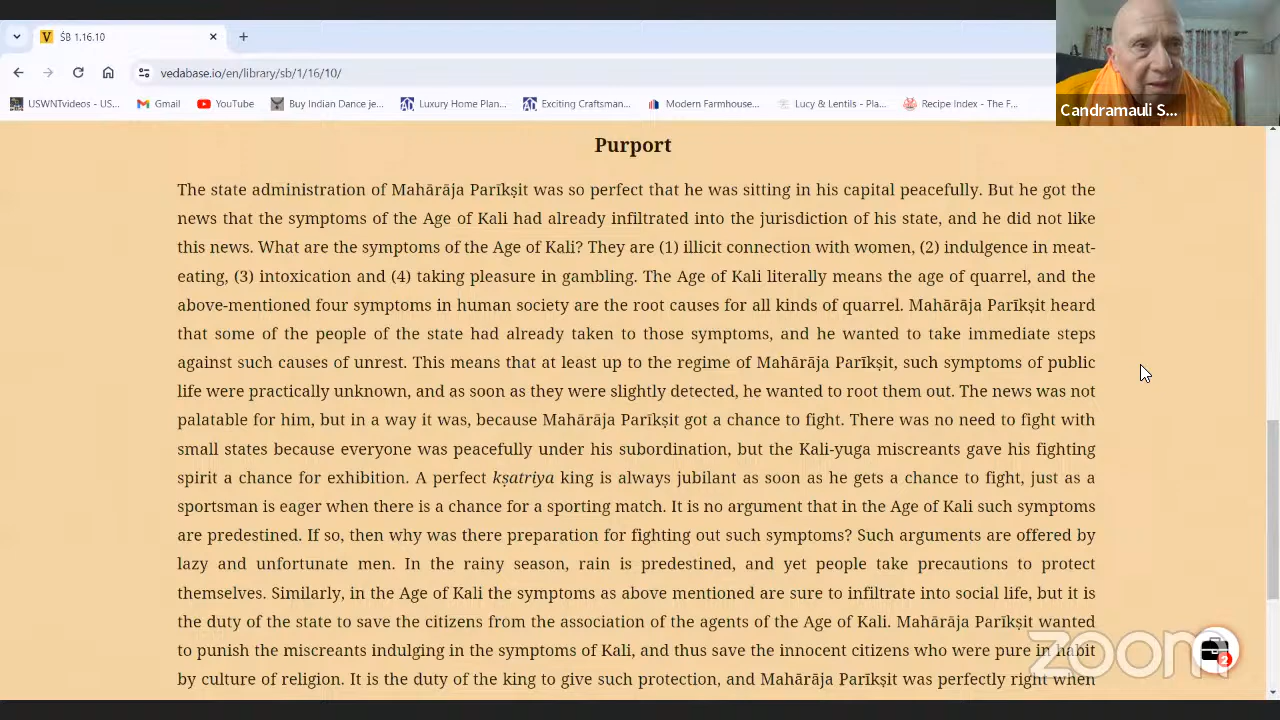 ŚB 1.16.10
vedabase.io/en/library/sb/1/16/10/
USWNTvideos - US...
Gmail
YouTube
Buy Indian Dance je...
Luxury Home Plan...
Exciting Craftsman...
Modern Farmhouse...
Lucy & Lentils - Pla...
Recipe Index - The F...
Candramauli S...
Purport
The state administration of Mahārāja Parīkṣit was so perfect that he was sitting in his capital peacefully. But he got the
news that the symptoms of the Age of Kali had already infiltrated into the jurisdiction of his state, and he did not like
this news. What are the symptoms of the Age of Kali? They are (1) illicit connection with women, (2) indulgence in meat-
eating, (3) intoxication and (4) taking pleasure in gambling. The Age of Kali literally means the age of quarrel, and the
above-mentioned four symptoms in human society are the root causes for all kinds of quarrel. Mahārāja Parīkṣit heard
that some of the people of the state had already taken to those symptoms, and he wanted to take immediate steps
against such causes of unrest. This means that at least up to the regime of Mahārāja Parīkṣit, such symptoms of public
life were practically unknown, and as soon as they were slightly detected, he wanted to root them out. The news was not
palatable for him, but in a way it was, because Mahārāja Parīkṣit got a chance to fight. There was no need to fight with
small states because everyone was peacefully under his subordination, but the Kali-yuga miscreants gave his fighting
spirit a chance for exhibition. A perfect kṣatriya king is always jubilant as soon as he gets a chance to fight, just as a
sportsman is eager when there is a chance for a sporting match. It is no argument that in the Age of Kali such symptoms
are predestined. If so, then why was there preparation for fighting out such symptoms? Such arguments are offered by
lazy and unfortunate men. In the rainy season, rain is predestined, and yet people take precautions to protect
themselves. Similarly, in the Age of Kali the symptoms as above mentioned are sure to infiltrate into social life, but it is
the duty of the state to save the citizens from the association of the agents of the Age of Kali. Mahārāja Parīkṣit wanted
to punish the miscreants indulging in the symptoms of Kali, and thus save the innocent citizens who were pure in habit
by culture of religion. It is the duty of the king to give such protection, and Mahārāja Parīkṣit was perfectly right when
zoom
2